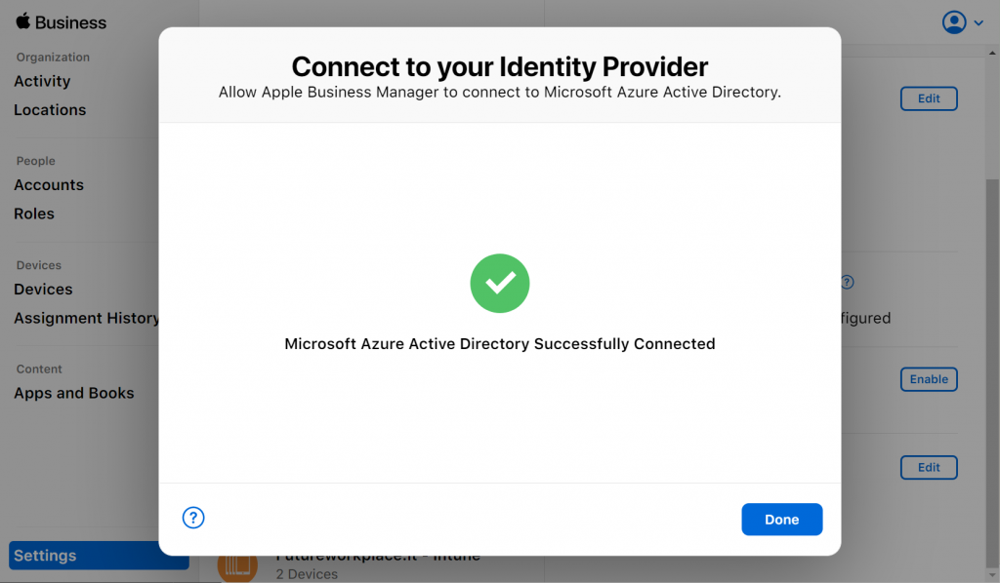 Business
Organization
Activity
Locations
People
Accounts
Roles
Devices
Devices
Assignment History
Content
Apps and Books
Settings
Connect to your Identity Provider
Allow Apple Business Manager to connect to Microsoft Azure Active Directory.
Microsoft Azure Active Directory Successfully Connected
?
Done
Edit
?
figured
Enable
Edit
Futureworkplace.it - Intune
2 Devices